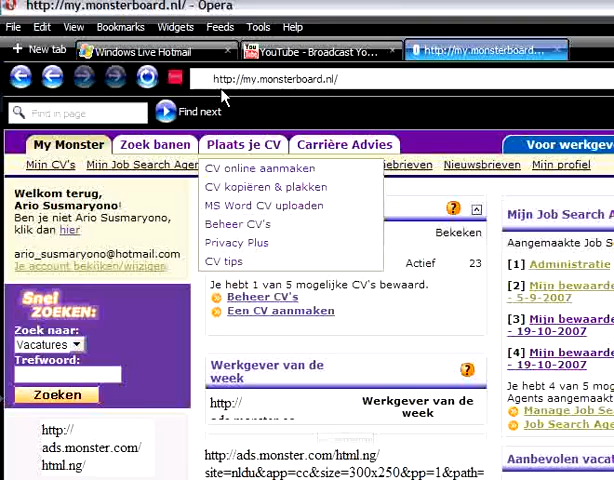 http://my.monsterboard.nl/ - Opera
File Edit View Bookmarks Widgets Feeds Tools Help
New tab Windows Live Hotmail YouTube - Broadcast Yo... http://my.monsterboard...
http://my.monsterboard.nl/
Find in page Find next
My Monster Zoek banen Plaats je CV Carrière Advies Voor werkgev
Mijn CV's Mijn Job Search Agen ebrieven Nieuwsbrieven Mijn profiel
CV online aanmaken
CV kopiëren & plakken
MS Word CV uploaden
Beheer CV's
Privacy Plus
CV tips
Welkom terug,
Ario Susmaryono!
Ben je niet Ario Susmaryono,
klik dan hier
ario_susmaryono@hotmail.com
Je account bekijken/wijzigen
Snel
ZOEKEN:
Zoek naar:
Vacatures
Trefwoord:
Zoeken
http://
ads.monster.com/
html.ng/
Bekeken
Actief 23
Je hebt 1 van 5 mogelijke CV's bewaard.
Beheer CV's
Een CV aanmaken
Werkgever van de
week
http://
Werkgever van de
week
http://ads.monster.com/html.ng/
site=nldu&app=cc&size=300x250&pp=1&path=
Mijn Job Search A
Aangemaakte Job
[1] Administratie
[2] Mijn bewaarde
- 5-9-2007
[3] Mijn bewaarde
- 19-10-2007
[4] Mijn bewaarde
- 19-10-2007
Je hebt 4 van 5 mog
Agents aangemaakt
Manage Job Se
Job Search Age
Aanbevolen vacat